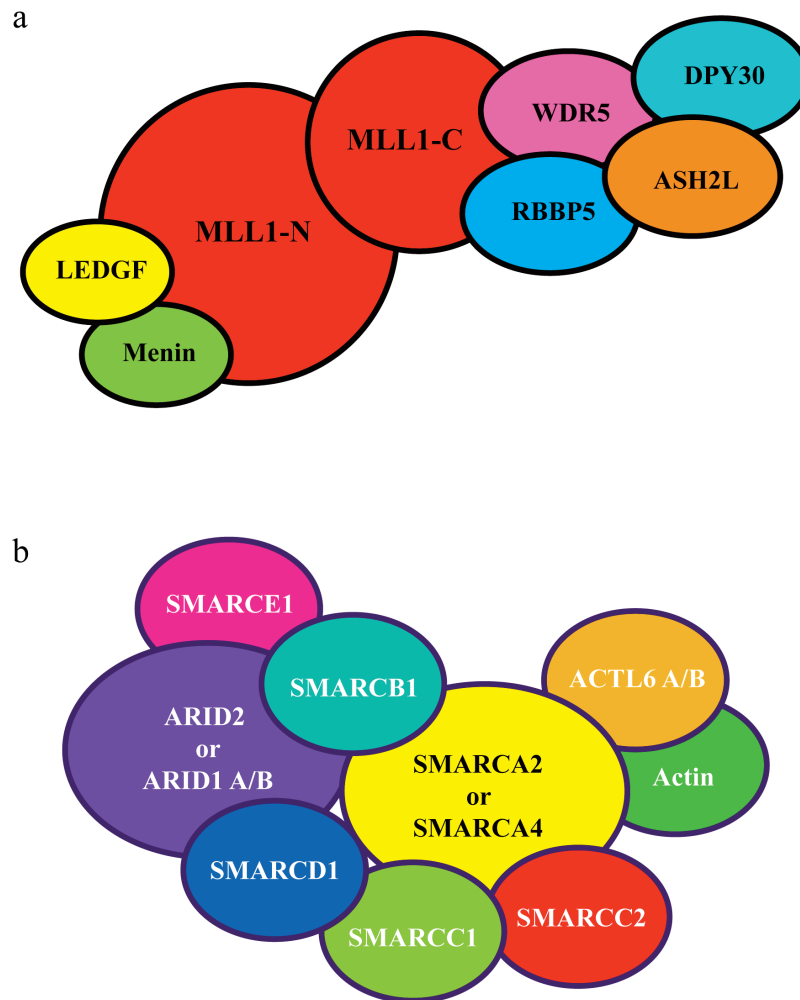 a
DPY30
WDR5
MLL1-C
ASH2L
RBBP5
MLL1-N
LEDGF
Menin
b
SMARCE1
ACTL6 A/B
SMARCB1
ARID2
or
ARID1 A/B
SMARCA2
or
SMARCA4
Actin
SMARCD1
SMARCC1
SMARCC2